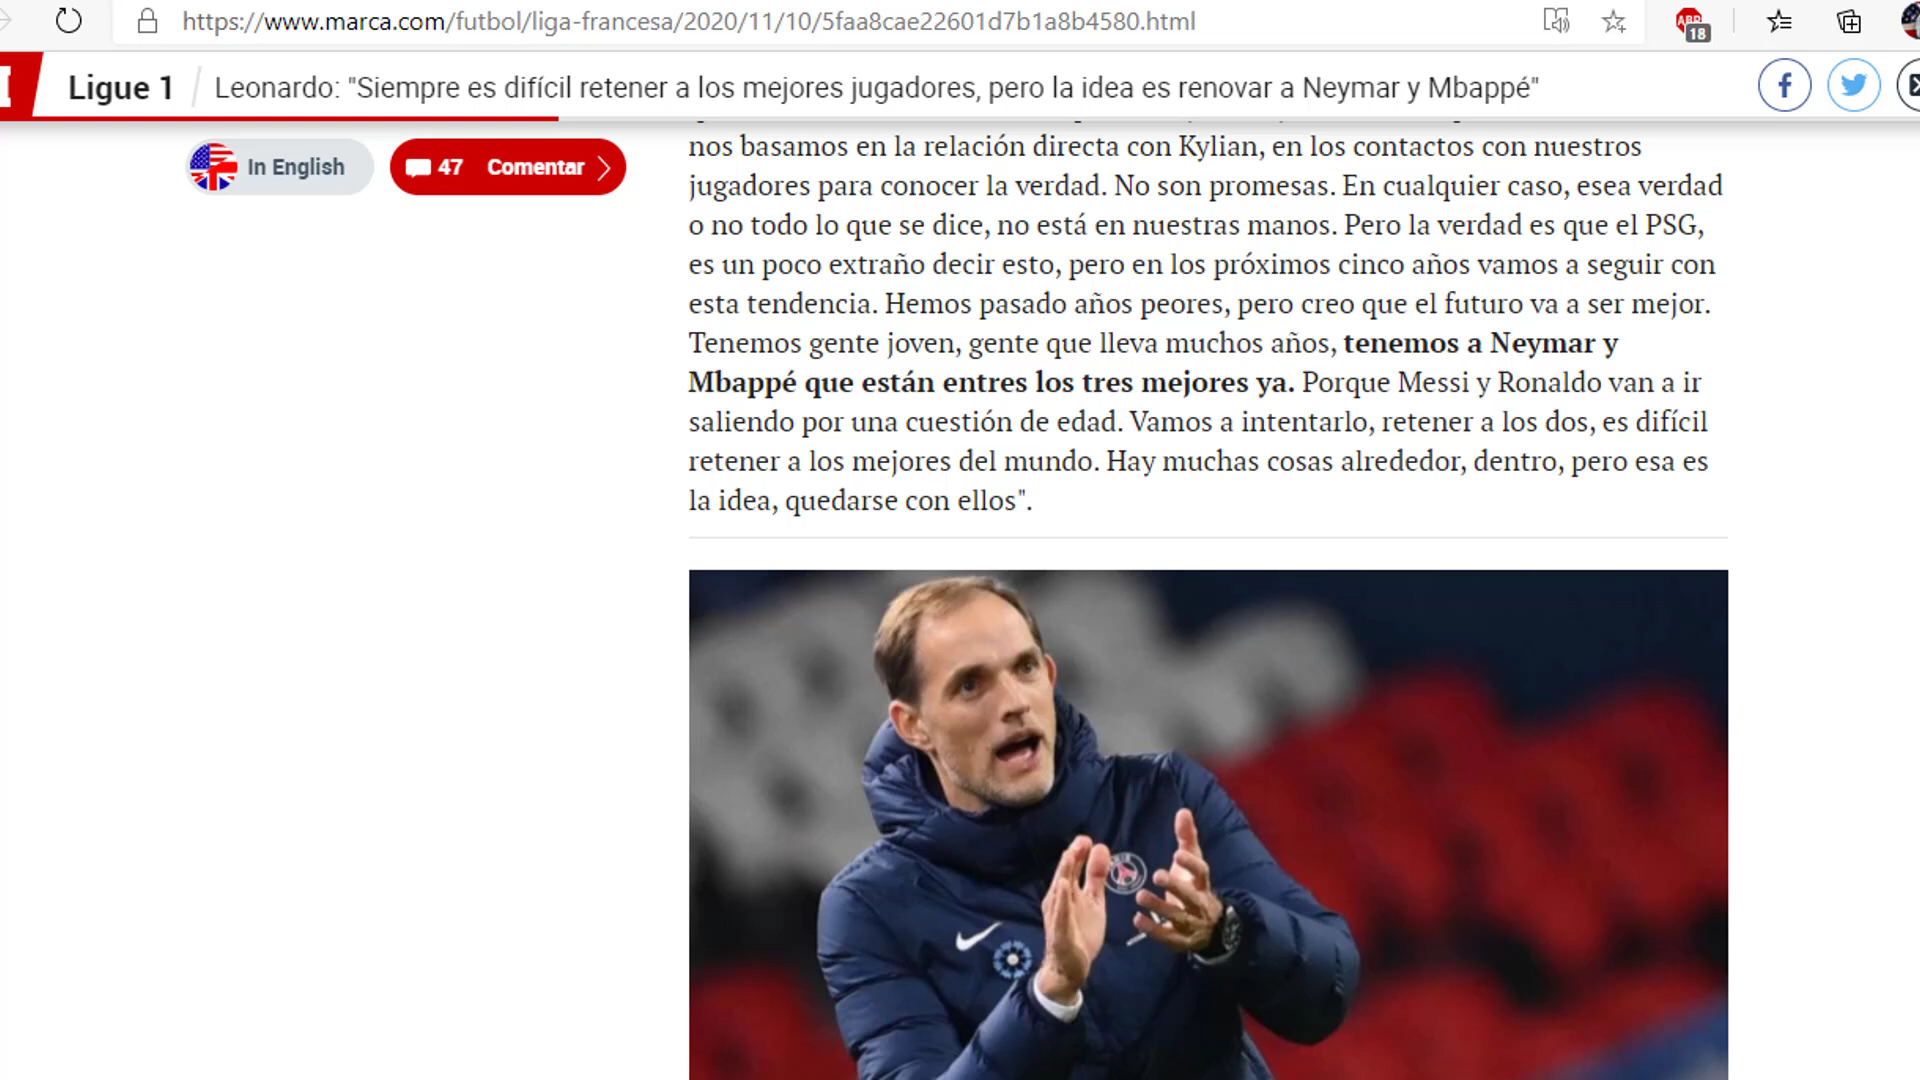 https://www.marca.com/futbol/liga-francesa/2020/11/10/5faa8cae22601d7b1a8b4580.html
ABP
18
Ligue 1
Leonardo: "Siempre es difícil retener a los mejores jugadores, pero la idea es renovar a Neymar y Mbappé"
In English
47 Comentar
nos basamos en la relación directa con Kylian, en los contactos con nuestros
jugadores para conocer la verdad. No son promesas. En cualquier caso, esea verdad
o no todo lo que se dice, no está en nuestras manos. Pero la verdad es que el PSG,
es un poco extraño decir esto, pero en los próximos cinco años vamos a seguir con
esta tendencia. Hemos pasado años peores, pero creo que el futuro va a ser mejor.
Tenemos gente joven, gente que lleva muchos años, tenemos a Neymar y
Mbappé que están entres los tres mejores ya. Porque Messi y Ronaldo van a ir
saliendo por una cuestión de edad. Vamos a intentarlo, retener a los dos, es difícil
retener a los mejores del mundo. Hay muchas cosas alrededor, dentro, pero esa es
la idea, quedarse con ellos".